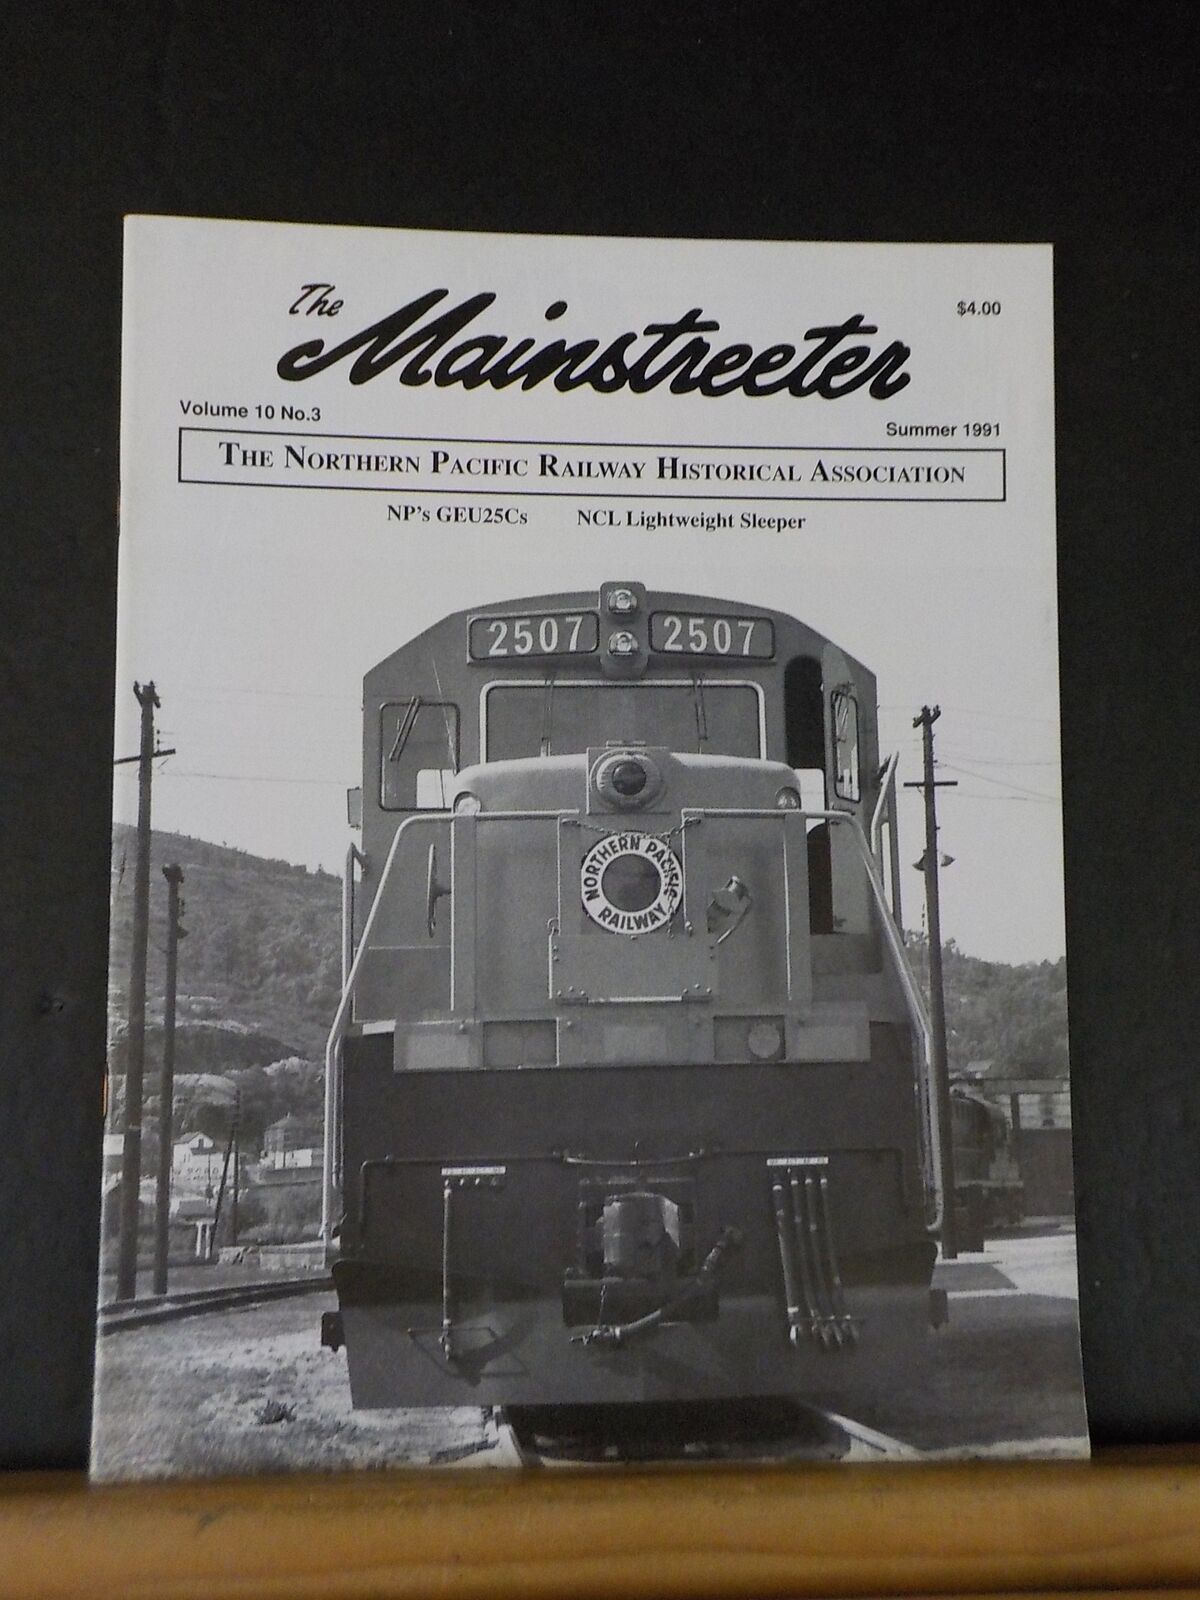 The
Mainstreeter
$4.00
Volume 10 No.3
Summer 1991
THE NORTHERN PACIFIC RAILWAY HISTORICAL ASSOCIATION
NP's GEU25Cs
NCL Lightweight Sleeper
2507
2507
NORTHERN PACIFIC
RAILWAY